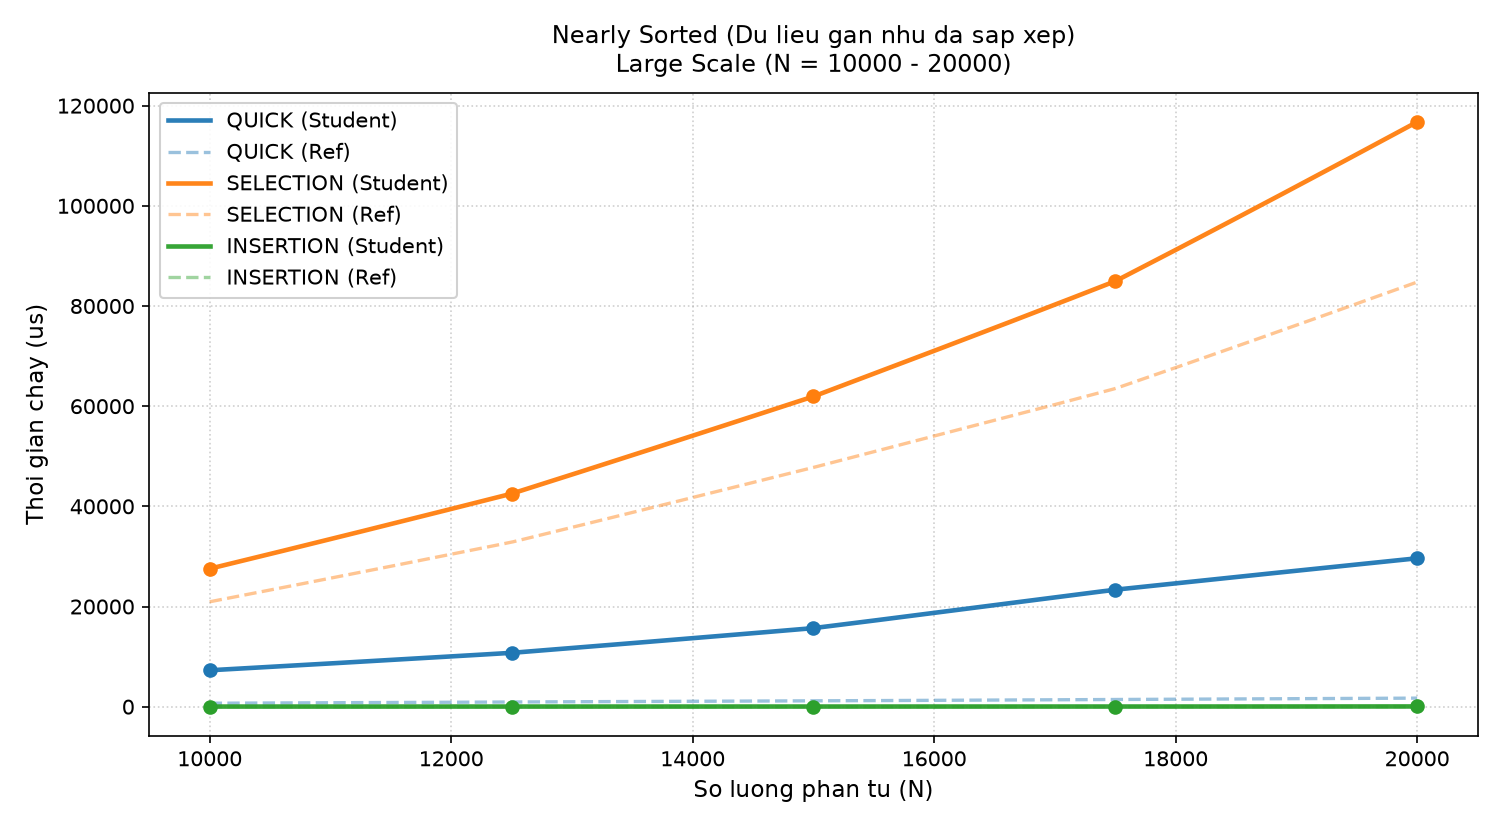 Nearly Sorted (Du lieu gan nhu da sap xep)
Large Scale (N = 10000 - 20000)
120000
100000
80000
60000
40000
20000
0
Thoi gian chay (us)
QUICK (Student)
QUICK (Ref)
SELECTION (Student)
SELECTION (Ref)
INSERTION (Student)
INSERTION (Ref)
10000
12000
14000
16000
18000
20000
So luong phan tu (N)